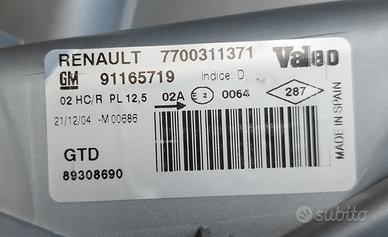 RENAULT 7700311371 Valeo
GM 91165719 Indice: D
02 HC/R PL 12,5 02A E2 0064 287
21/12/04 -M 00686
MADE IN SPAIN
GTD
89308690
subito